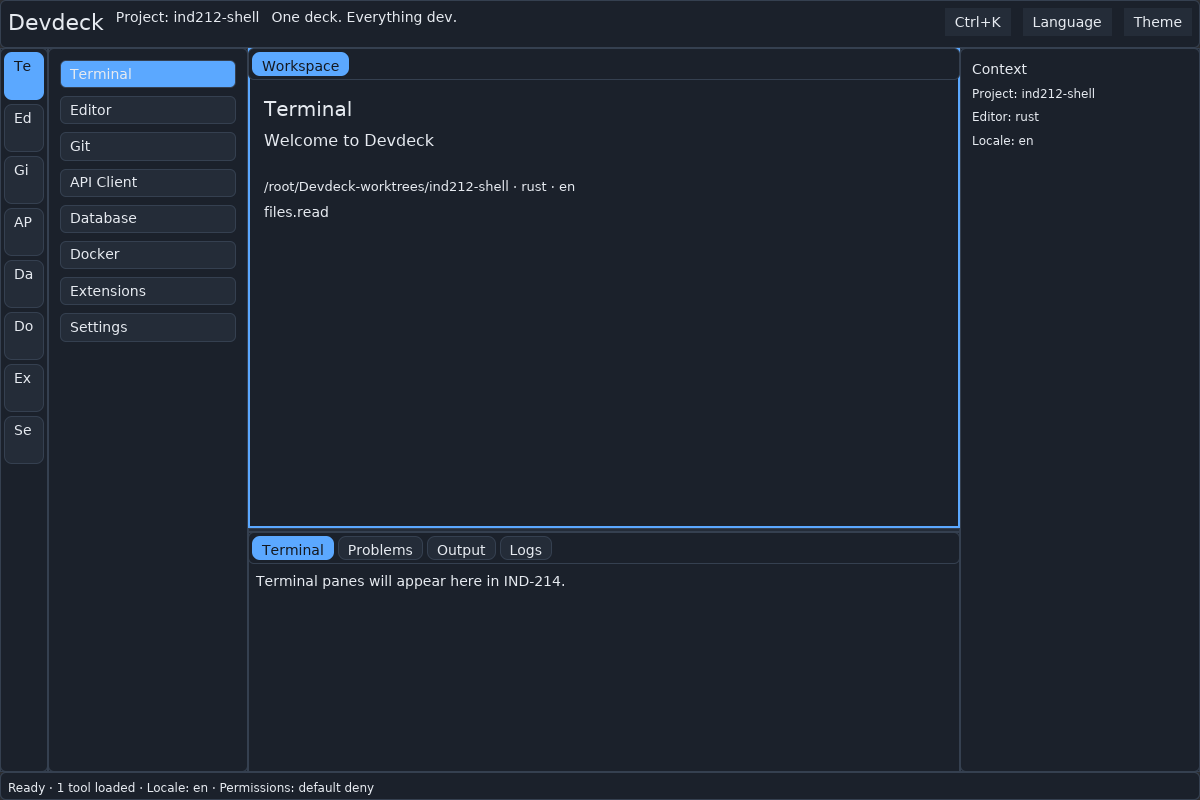 Devdeck Project: ind212-shell One deck. Everything dev. Ctrl+K Language Theme
Te
Ed
Gi
AP
Da
Do
Ex
Se
Terminal
Editor
Git
API Client
Database
Docker
Extensions
Settings
Workspace
Terminal
Welcome to Devdeck
/root/Devdeck-worktrees/ind212-shell · rust · en
files.read
Terminal Problems Output Logs
Terminal panes will appear here in IND-214.
Context
Project: ind212-shell
Editor: rust
Locale: en
Ready · 1 tool loaded · Locale: en · Permissions: default deny